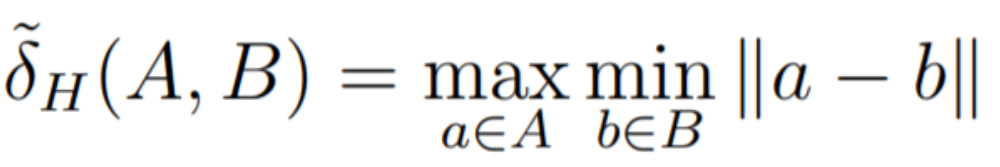 δ̃_H(A, B) = max_{a∈A} min_{b∈B} ‖a − b‖